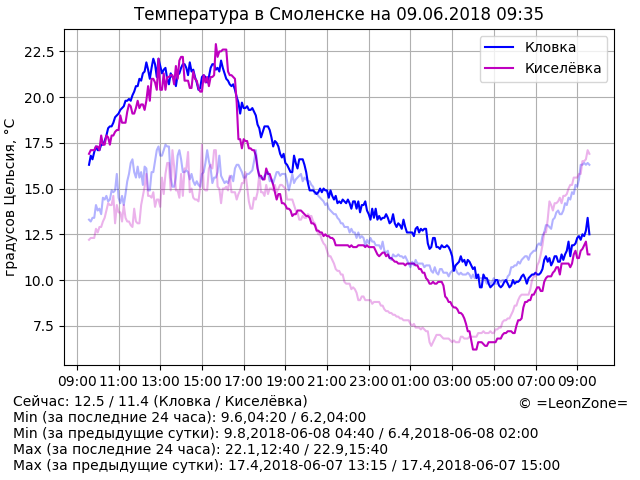 Температура в Смоленске на 09.06.2018 09:35
градусов Цельсия, °C
22.5
20.0
17.5
15.0
12.5
10.0
7.5
Кловка
Киселёвка
09:00 11:00 13:00 15:00 17:00 19:00 21:00 23:00 01:00 03:00 05:00 07:00 09:00
Сейчас: 12.5 / 11.4 (Кловка / Киселёвка)
© =LeonZone=
Min (за последние 24 часа): 9.6,04:20 / 6.2,04:00
Min (за предыдущие сутки): 9.8,2018-06-08 04:40 / 6.4,2018-06-08 02:00
Max (за последние 24 часа): 22.1,12:40 / 22.9,15:40
Max (за предыдущие сутки): 17.4,2018-06-07 13:15 / 17.4,2018-06-07 15:00